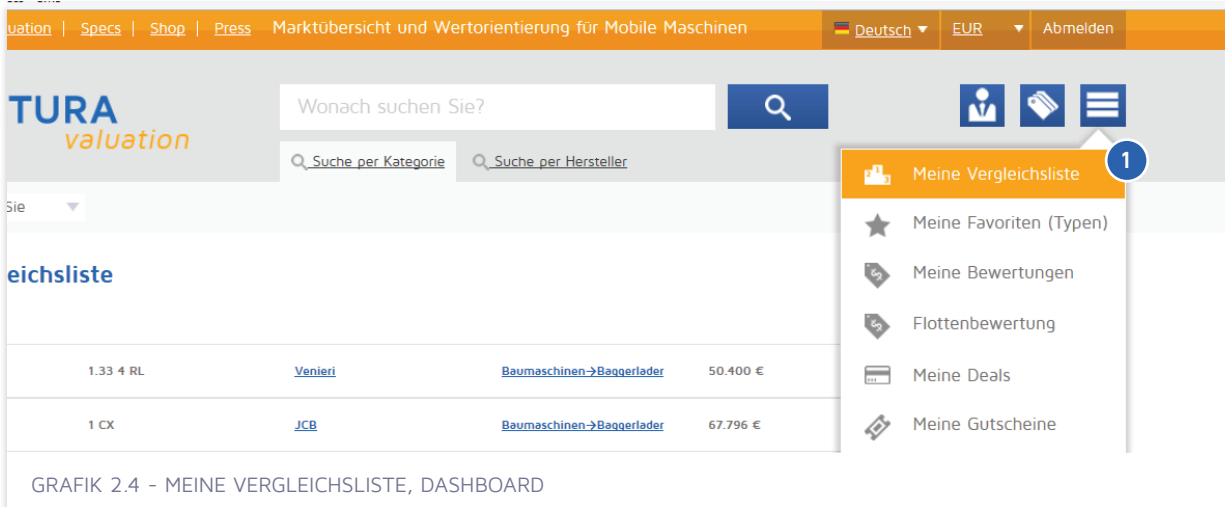 uation | Specs | Shop | Press Marktübersicht und Wertorientierung für Mobile Maschinen Deutsch EUR Abmelden
TURA
valuation
Wonach suchen Sie?
Suche per Kategorie Suche per Hersteller
1
Meine Vergleichsliste
Meine Favoriten (Typen)
Meine Bewertungen
Flottenbewertung
Meine Deals
Meine Gutscheine
Sie
eichsliste
1.33 4 RL Venieri Baumaschinen→Baggerlader 50.400 €
1 CX JCB Baumaschinen→Baggerlader 67.796 €
GRAFIK 2.4 - MEINE VERGLEICHSLISTE, DASHBOARD